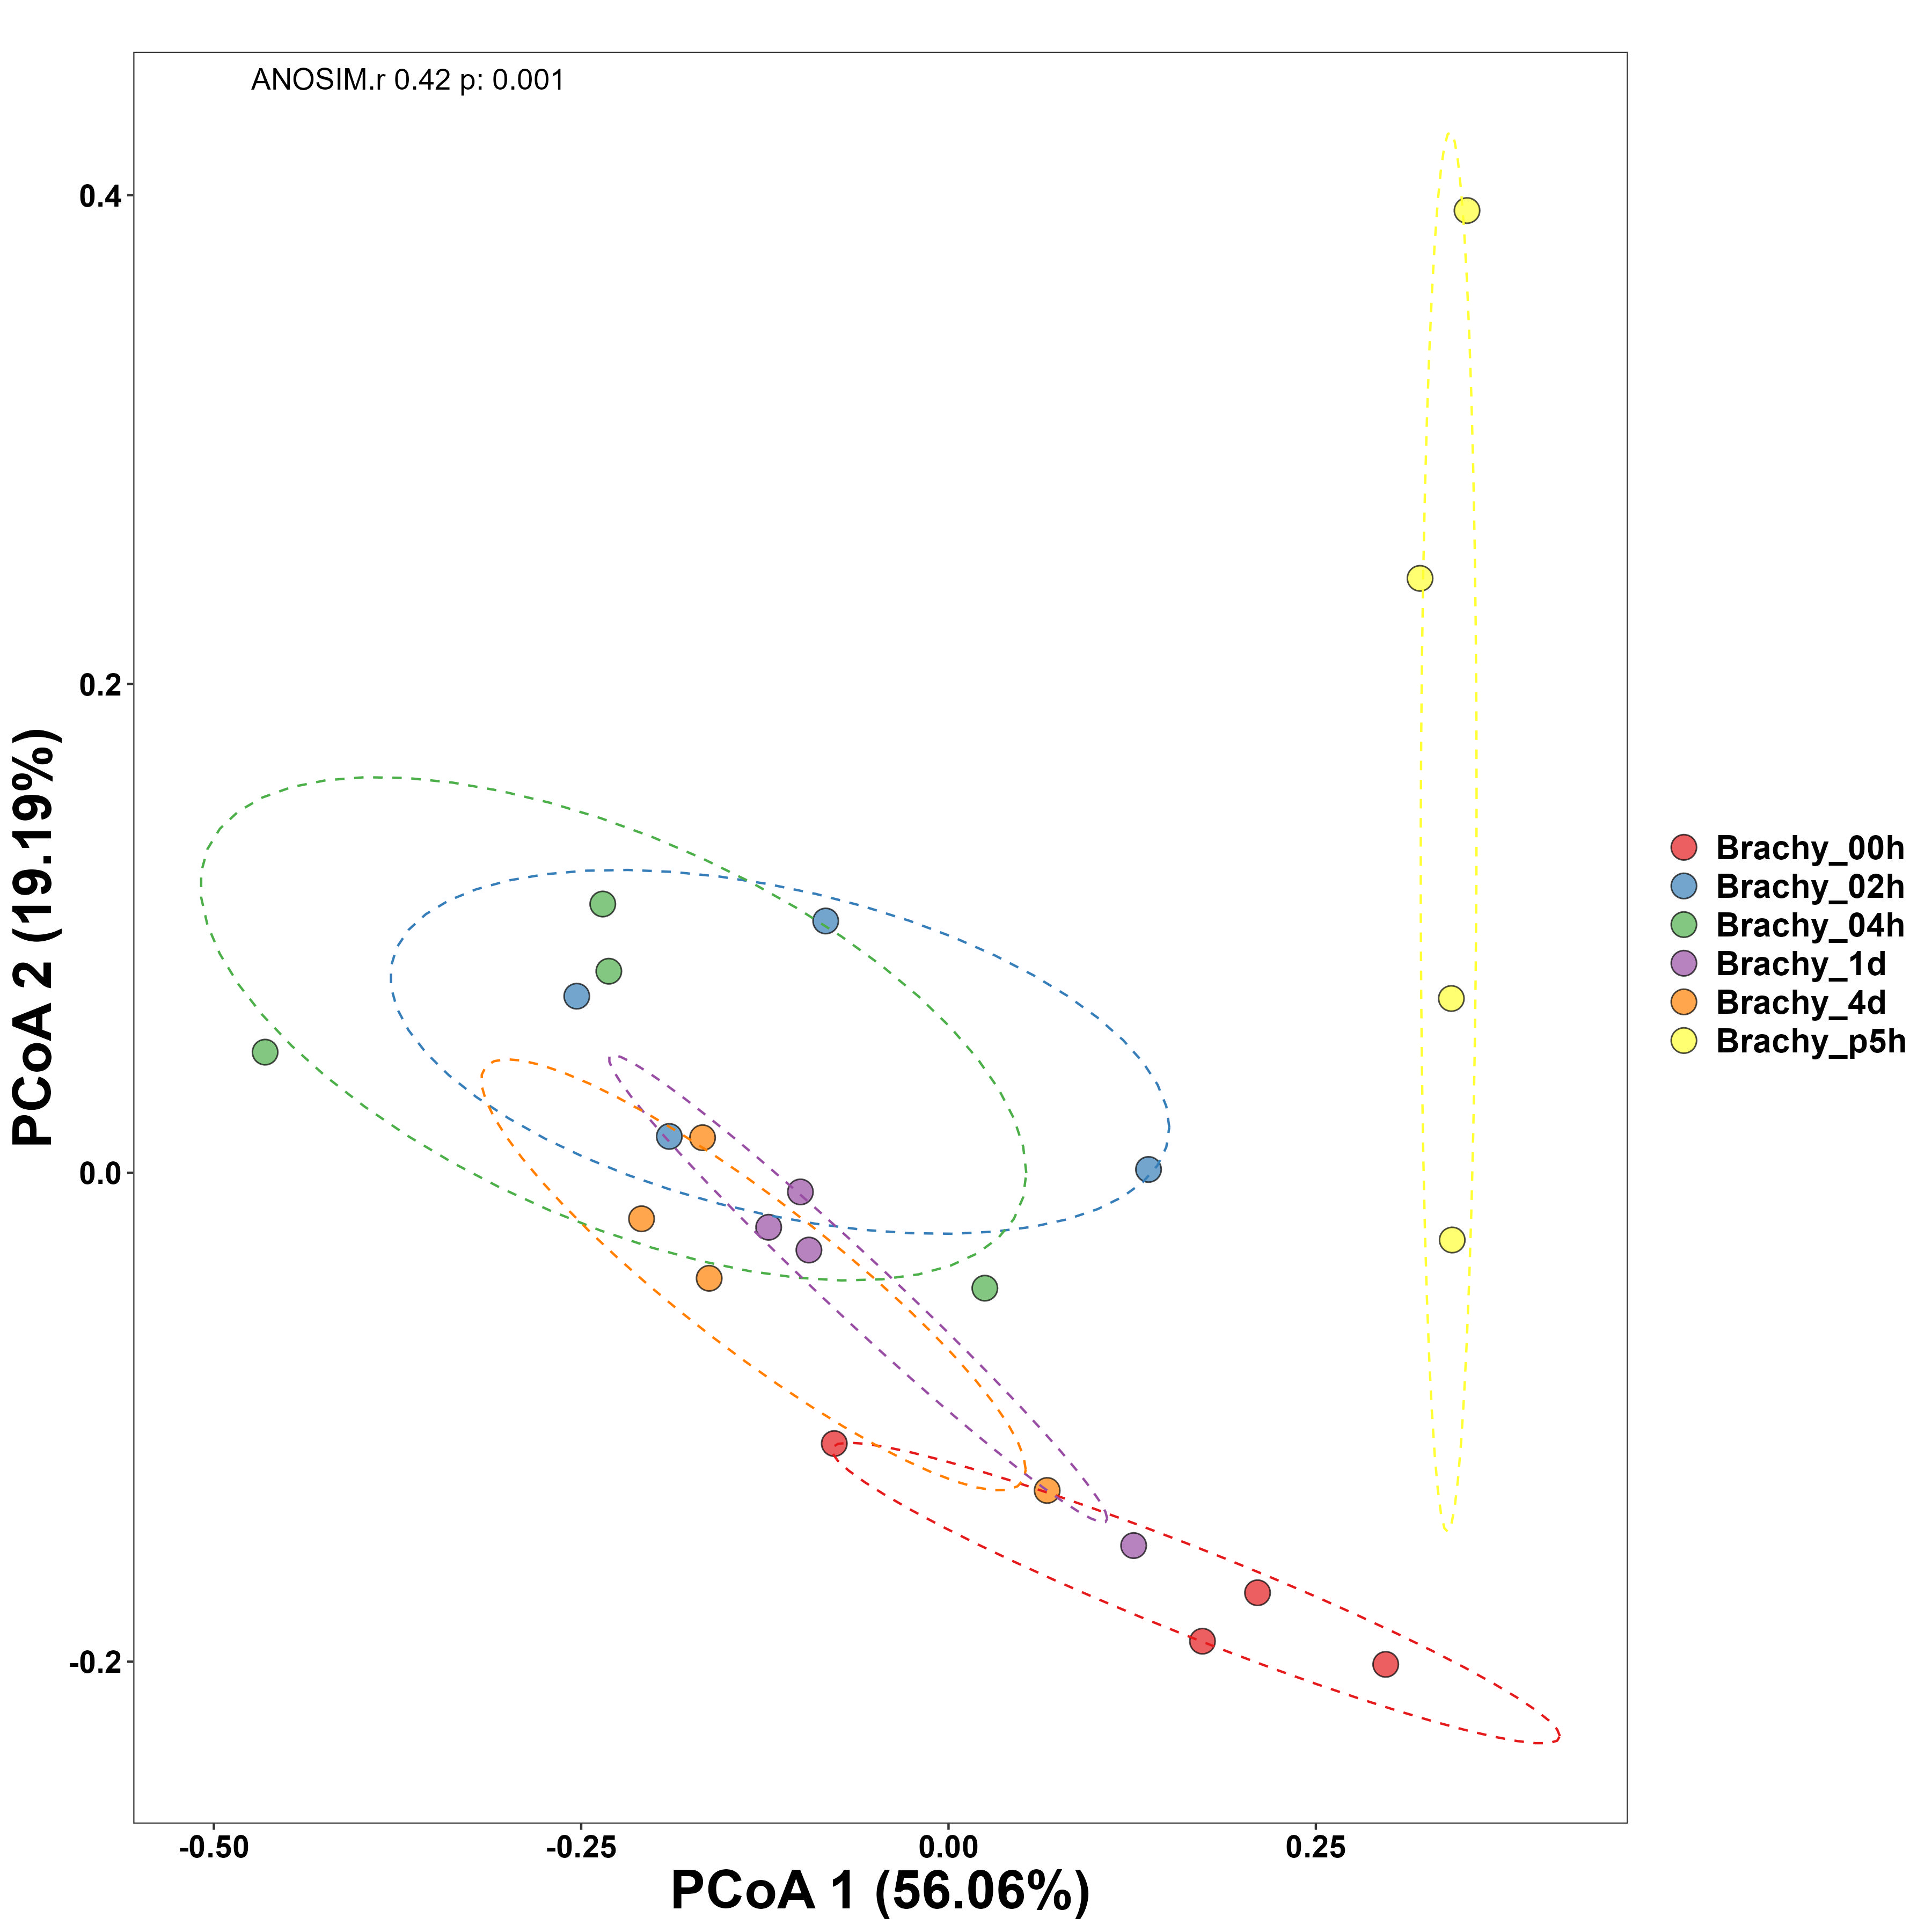 ANOSIM.r 0.42 p: 0.001
0.4
0.2
0.0
-0.2
PCoA 2 (19.19%)
-0.50
-0.25
0.00
0.25
PCoA 1 (56.06%)
Brachy_00h
Brachy_02h
Brachy_04h
Brachy_1d
Brachy_4d
Brachy_p5h